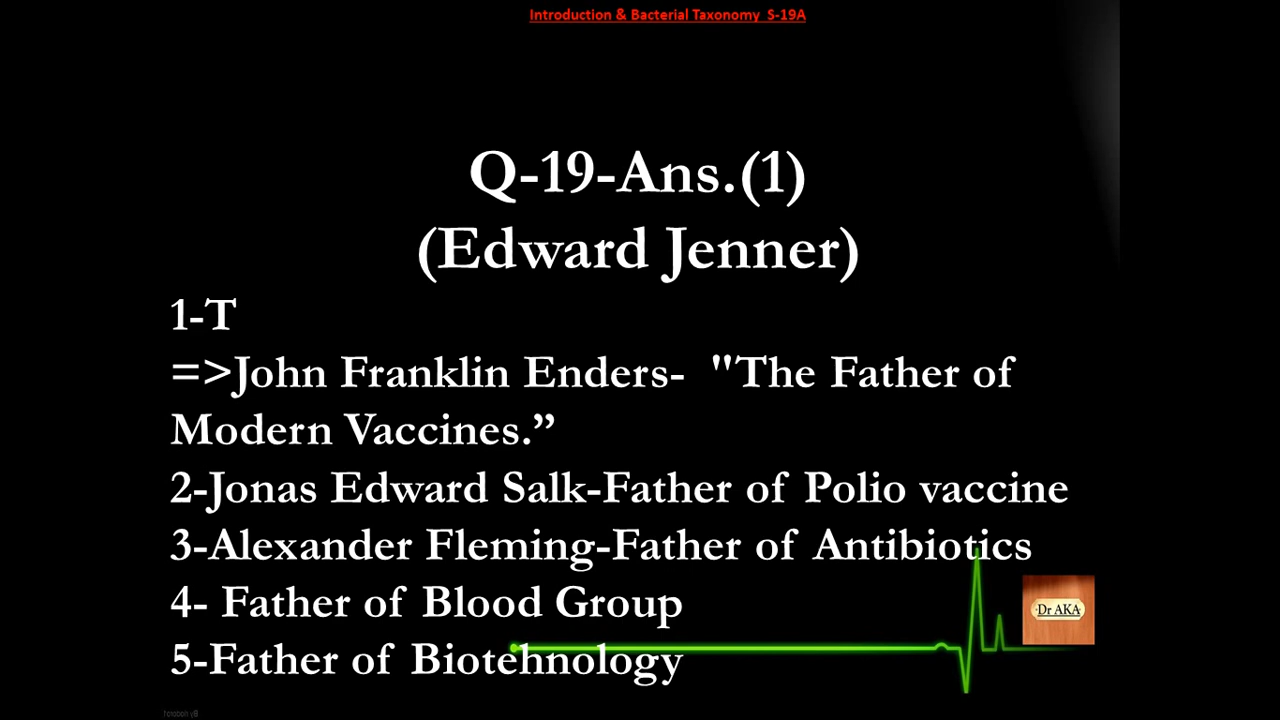 Introduction & Bacterial Taxonomy S-19A
Q-19-Ans.(1)
(Edward Jenner)
1-T
=>John Franklin Enders- "The Father of
Modern Vaccines.”
2-Jonas Edward Salk-Father of Polio vaccine
3-Alexander Fleming-Father of Antibiotics
4- Father of Blood Group
5-Father of Biotehnology
Dr AKA